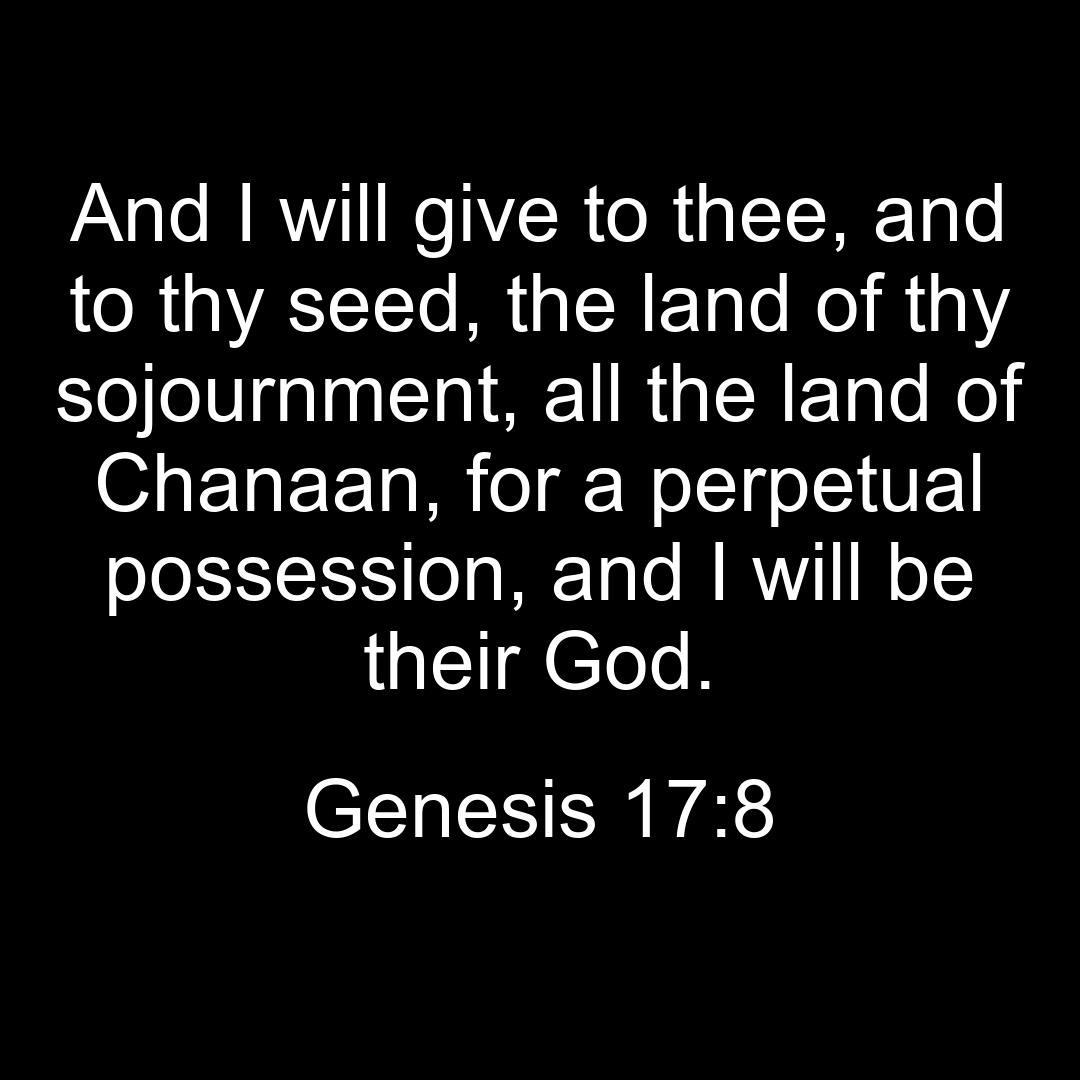 And I will give to thee, and
to thy seed, the land of thy
sojournment, all the land of
Chanaan, for a perpetual
possession, and I will be
their God.
Genesis 17:8